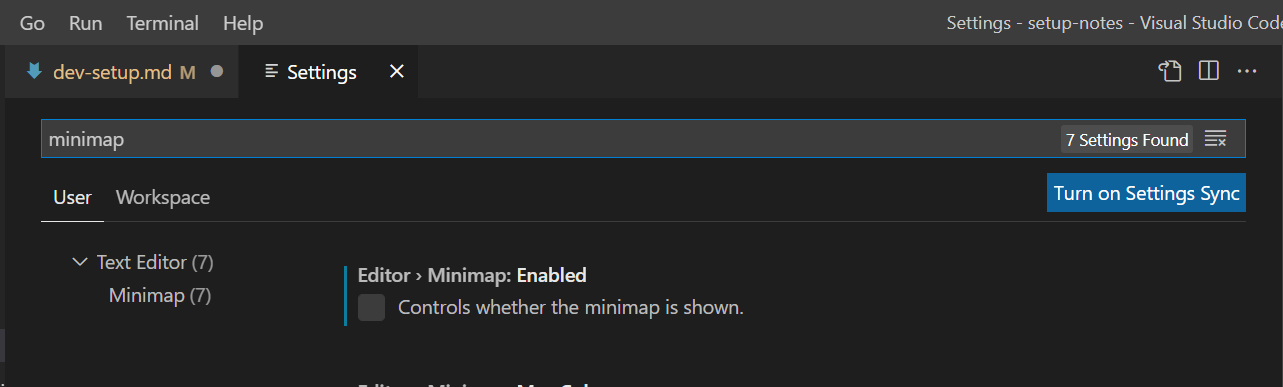 Go Run Terminal Help Settings - setup-notes - Visual Studio Code
dev-setup.md M Settings
minimap 7 Settings Found
User Workspace Turn on Settings Sync
Text Editor (7)
Minimap (7)
Editor › Minimap: Enabled
Controls whether the minimap is shown.